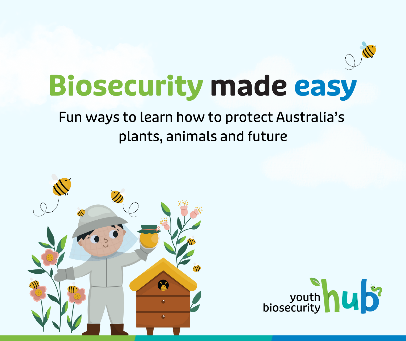 Biosecurity made easy
Fun ways to learn how to protect Australia's
plants, animals and future
youth
biosecurity hub